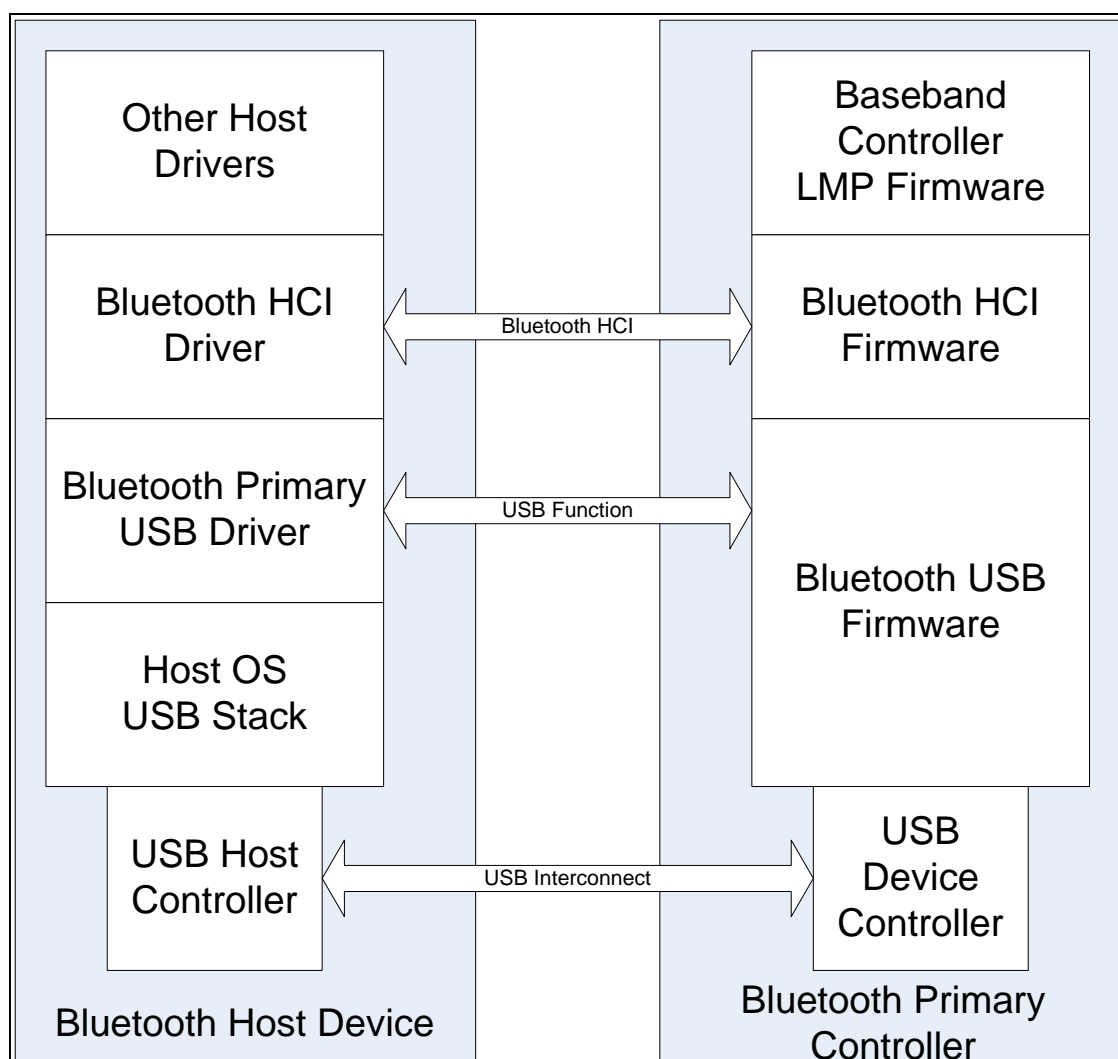 Other Host
Drivers
Bluetooth HCI
Driver
Bluetooth Primary
USB Driver
Host OS
USB Stack
USB Host
Controller
Bluetooth Host Device
Bluetooth HCI
USB Function
USB Interconnect
Baseband
Controller
LMP Firmware
Bluetooth HCI
Firmware
Bluetooth USB
Firmware
USB
Device
Controller
Bluetooth Primary
Controller